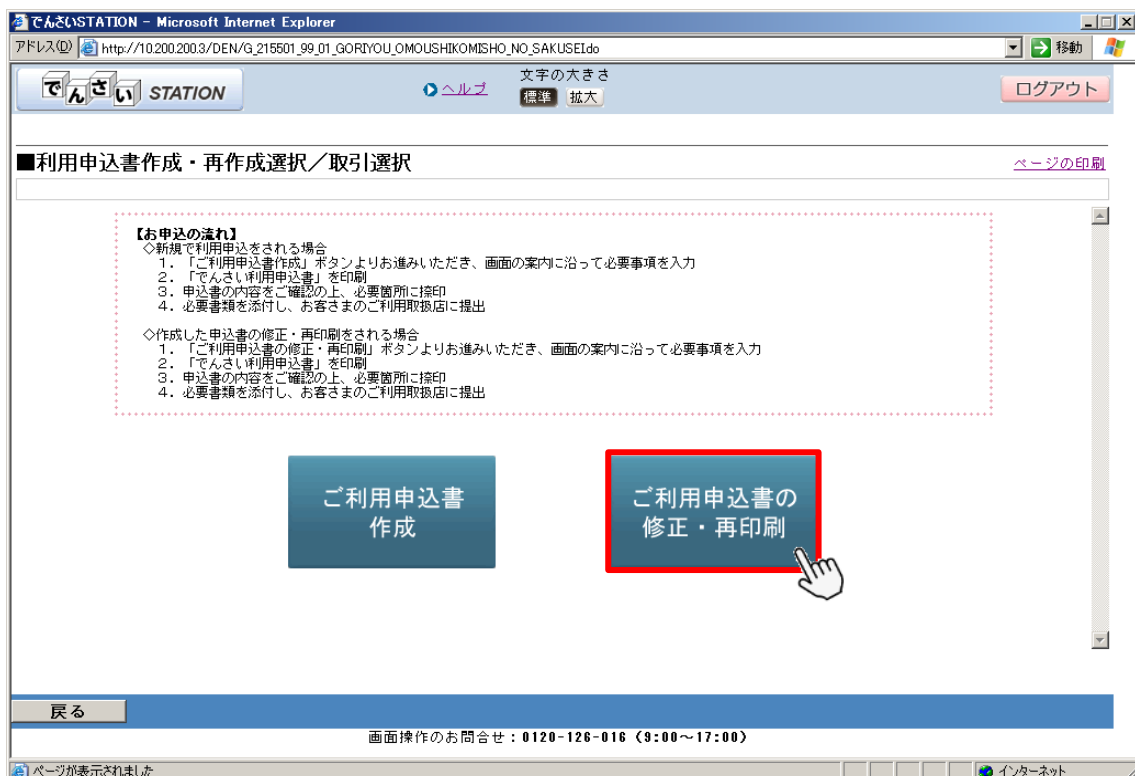 でんさいSTATION - Microsoft Internet Explorer
アドレス(D) http://10.200.200.3/DEN/G_215501_99_01_GORIYOU_OMOUSHIKOMISHO_NO_SAKUSEI.do 移動
でんさい STATION
ヘルプ
文字の大きさ
標準 拡大
ログアウト
■利用申込書作成・再作成選択／取引選択
ページの印刷
【お申込の流れ】
◇新規で利用申込をされる場合
1．「ご利用申込書作成」ボタンよりお進みいただき、画面の案内に沿って必要事項を入力
2．「でんさい利用申込書」を印刷
3．申込書の内容をご確認の上、必要箇所に捺印
4．必要書類を添付し、お客さまのご利用取扱店に提出
◇作成した申込書の修正・再印刷をされる場合
1．「ご利用申込書の修正・再印刷」ボタンよりお進みいただき、画面の案内に沿って必要事項を入力
2．「でんさい利用申込書」を印刷
3．申込書の内容をご確認の上、必要箇所に捺印
4．必要書類を添付し、お客さまのご利用取扱店に提出
ご利用申込書
作成
ご利用申込書の
修正・再印刷
戻る
画面操作のお問合せ：0120-126-016（9:00～17:00）
ページが表示されました インターネット